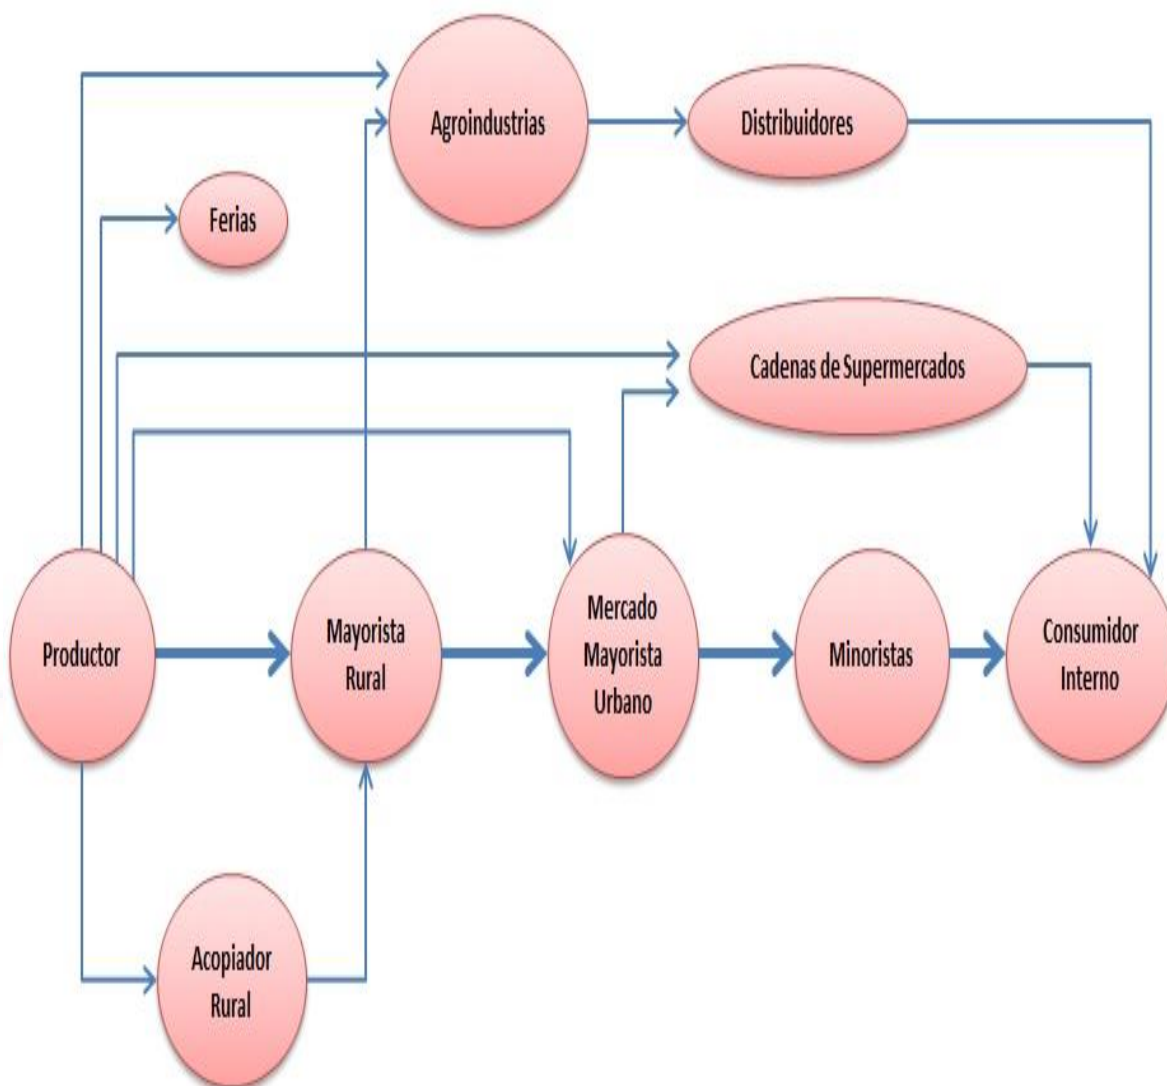 Agroindustrias
Distribuidores
Ferias
Cadenas de Supermercados
Productor
Mayorista
Rural
Mercado
Mayorista
Urbano
Minoristas
Consumidor
Interno
Acopiador
Rural